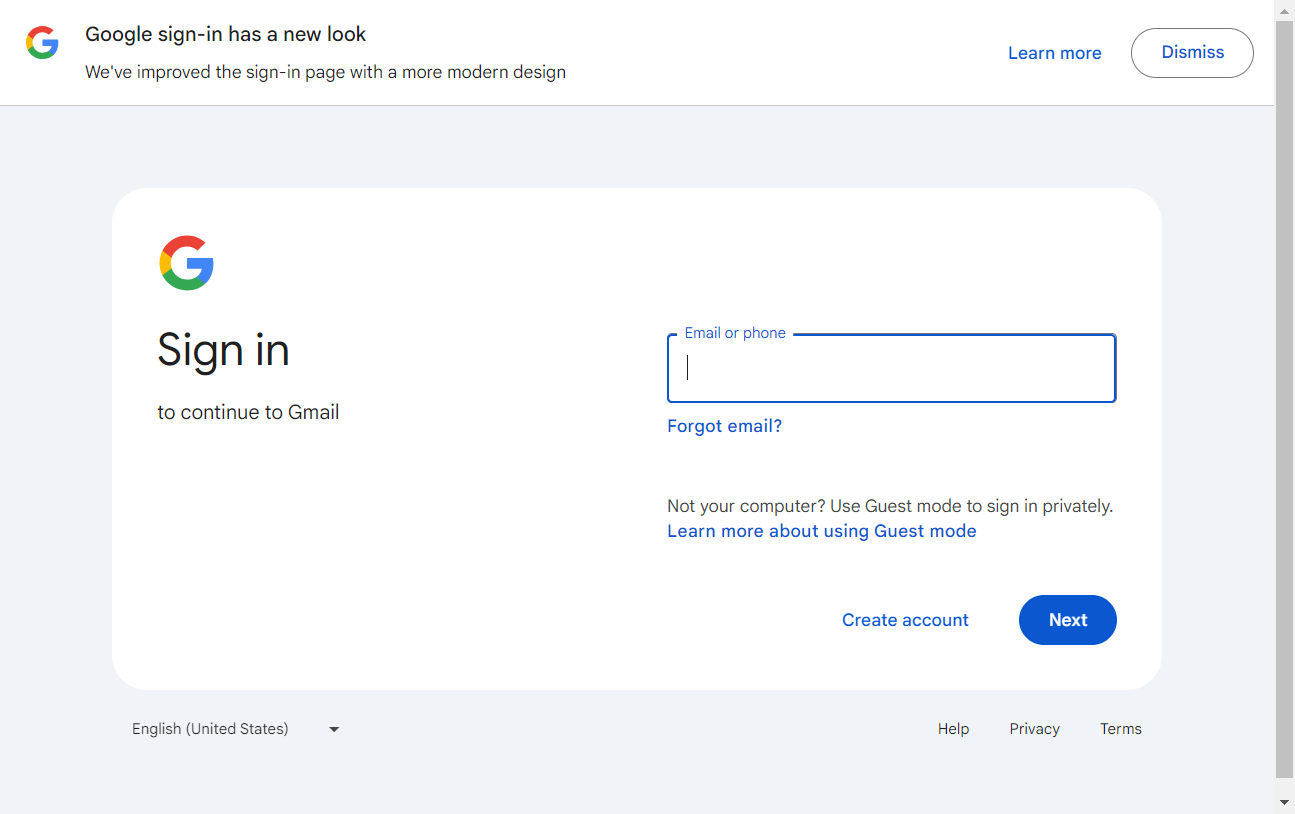 Google sign-in has a new look
We've improved the sign-in page with a more modern design
Learn more
Dismiss
Sign in
to continue to Gmail
Email or phone
Forgot email?
Not your computer? Use Guest mode to sign in privately.
Learn more about using Guest mode
Create account
Next
English (United States)
Help
Privacy
Terms